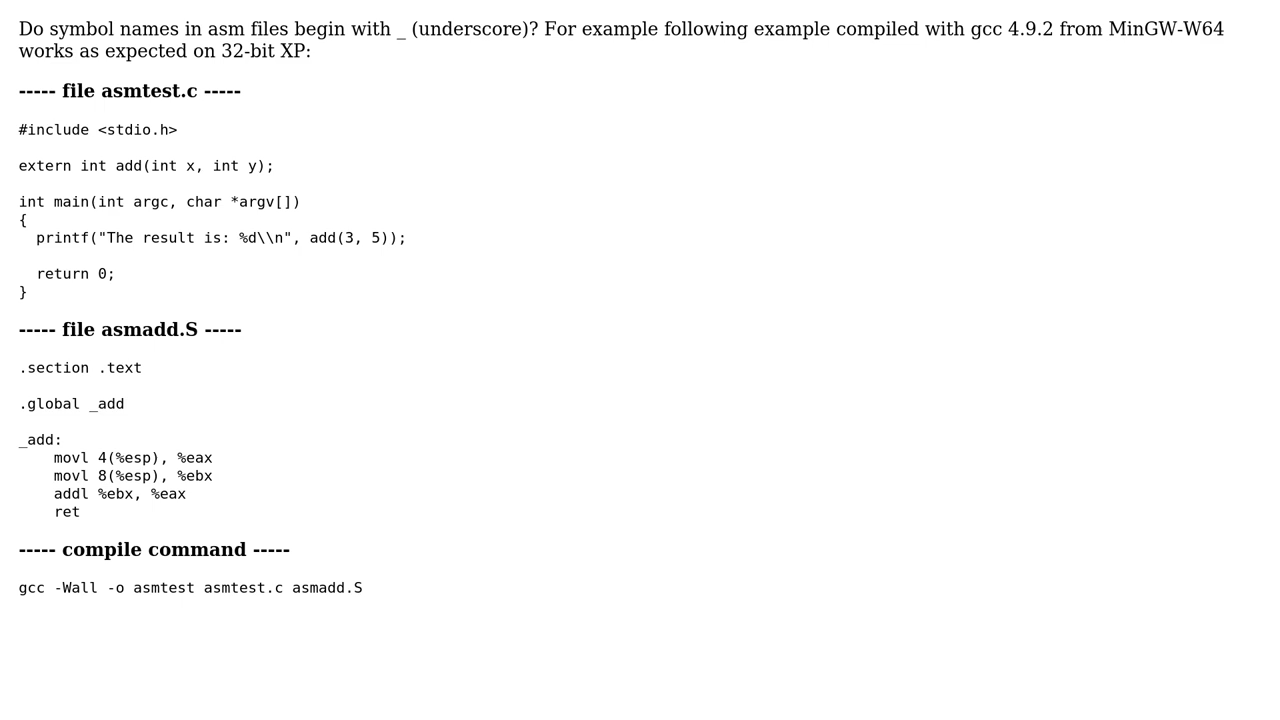 Do symbol names in asm files begin with _ (underscore)? For example following example compiled with gcc 4.9.2 from MinGW-W64
works as expected on 32-bit XP:
----- file asmtest.c -----
#include <stdio.h>
extern int add(int x, int y);
int main(int argc, char *argv[])
{
  printf("The result is: %d\\n", add(3, 5));
  return 0;
}
----- file asmadd.S -----
.section .text
.global _add
_add:
    movl 4(%esp), %eax
    movl 8(%esp), %ebx
    addl %ebx, %eax
    ret
----- compile command -----
gcc -Wall -o asmtest asmtest.c asmadd.S